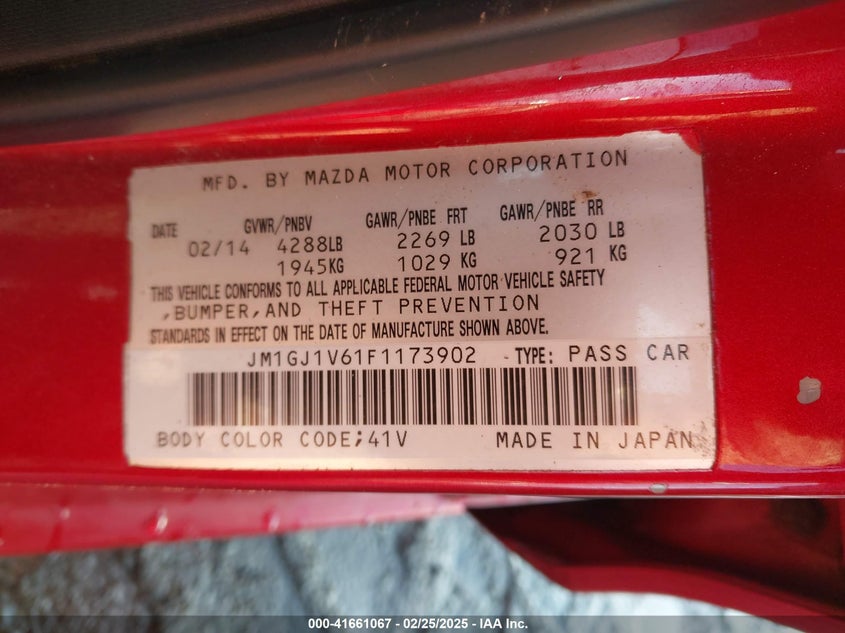 MFD. BY MAZDA MOTOR CORPORATION
DATE GVWR/PNBV GAWR/PNBE FRT GAWR/PNBE RR
02/14 4288LB 2269 LB 2030 LB
1945KG 1029 KG 921 KG
THIS VEHICLE CONFORMS TO ALL APPLICABLE FEDERAL MOTOR VEHICLE SAFETY
,BUMPER,AND THEFT PREVENTION
STANDARDS IN EFFECT ON THE DATE OF MANUFACTURE SHOWN ABOVE.
JM1GJ1V61F1173902 - TYPE: PASS CAR
BODY COLOR CODE;41V MADE IN JAPAN
000-41661067 - 02/25/2025 - IAA Inc.